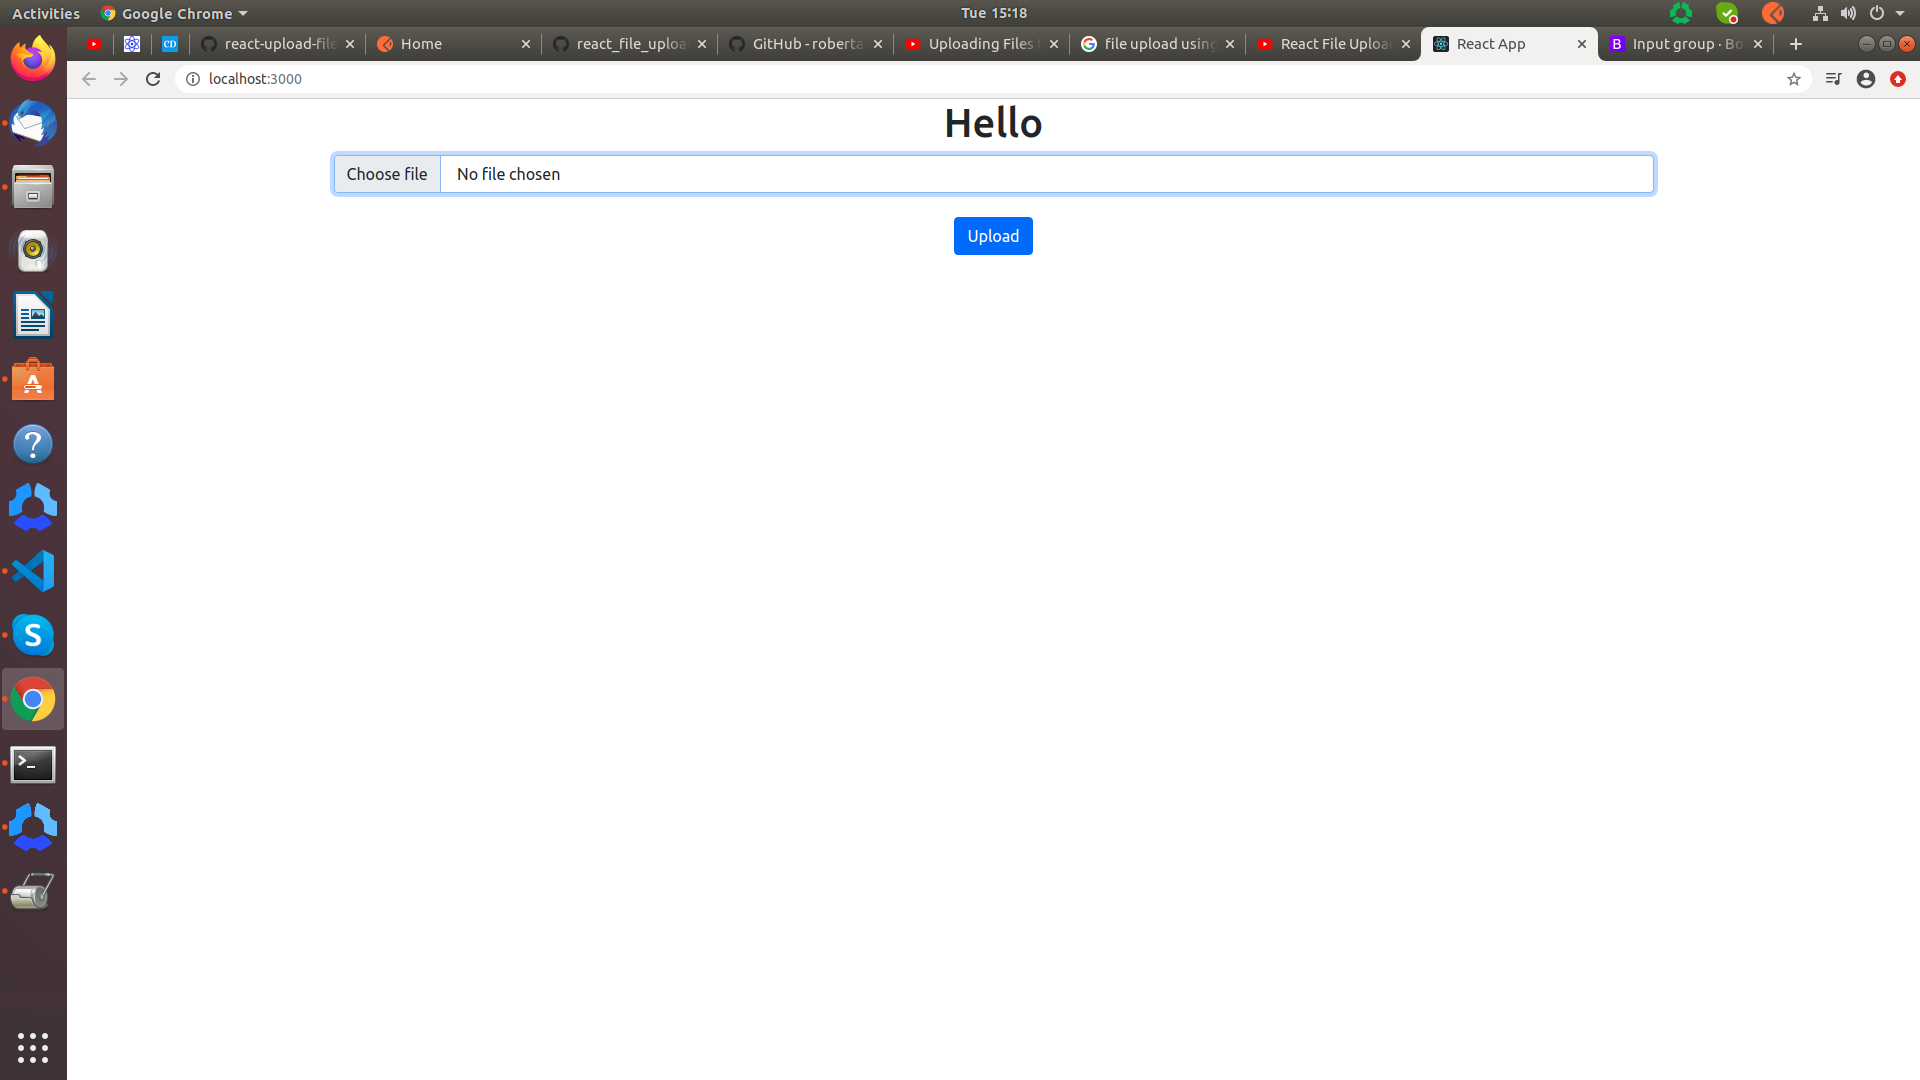 Activities Google Chrome Tue 15:18
react-upload-file Home react_file_uploa GitHub - roberta Uploading Files file upload using React File Uploa React App Input group · Bo
localhost:3000
Hello
Choose file No file chosen
Upload